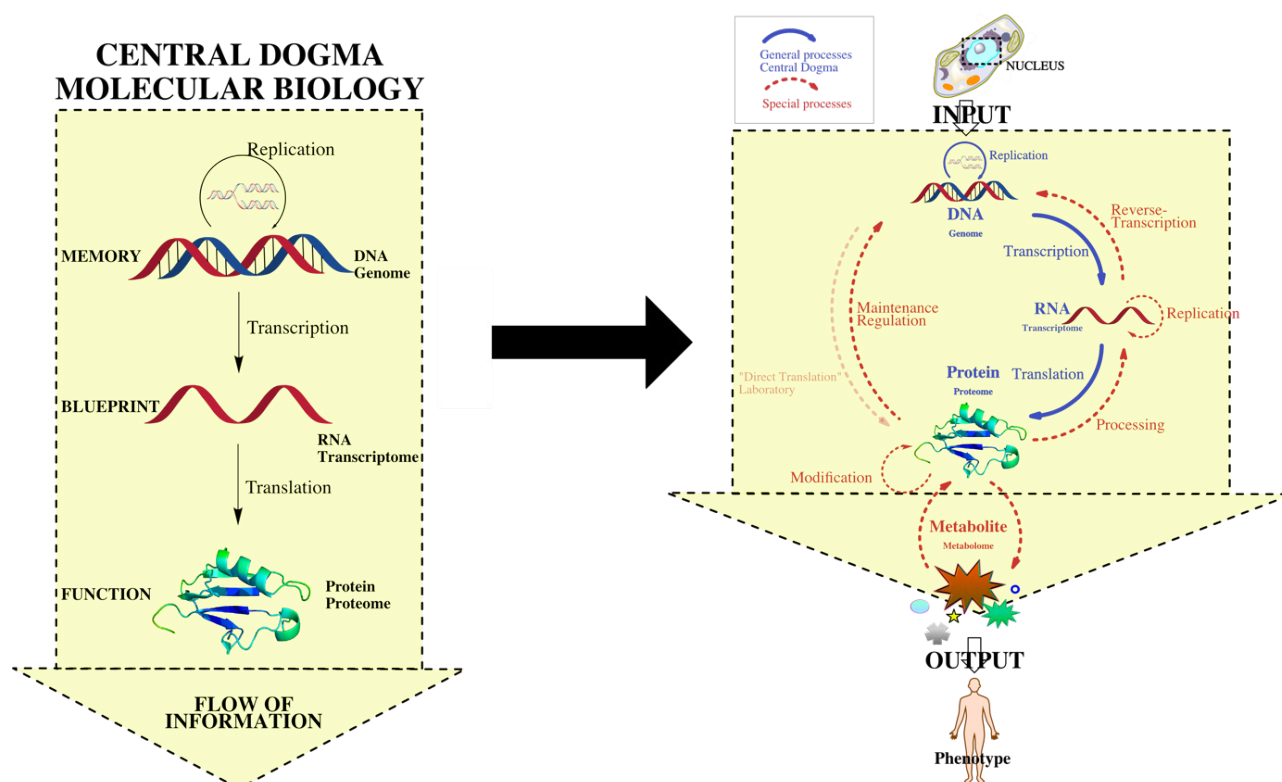 CENTRAL DOGMA
MOLECULAR BIOLOGY
Replication
MEMORY
DNA
Genome
Transcription
BLUEPRINT
RNA
Transcriptome
Translation
FUNCTION
Protein
Proteome
FLOW OF
INFORMATION
General processes
Central Dogma
Special processes
NUCLEUS
INPUT
Replication
DNA
Genome
Reverse-
Transcription
Transcription
Maintenance
Regulation
RNA
Transcriptome
Replication
"Direct Translation"
Laboratory
Protein
Proteome
Translation
Processing
Modification
Metabolite
Metabolome
OUTPUT
Phenotype